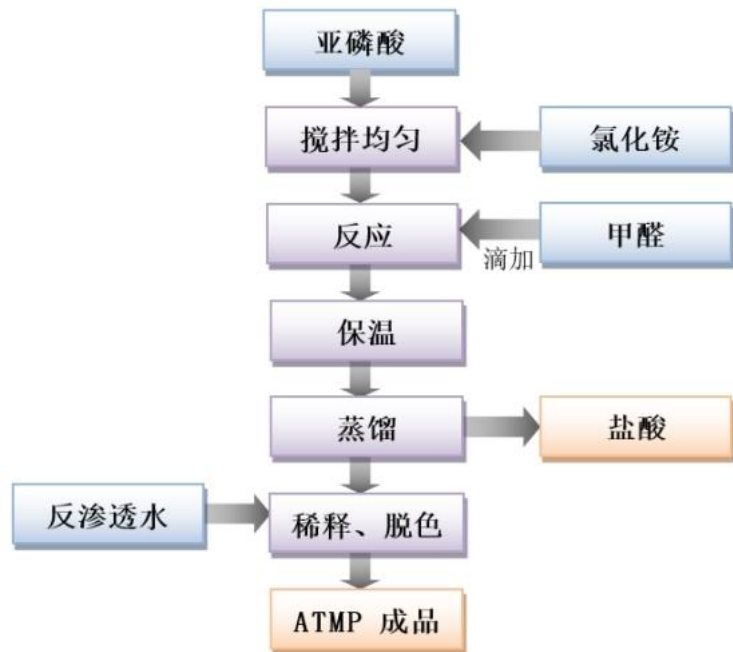 亚磷酸
搅拌均匀
氯化铵
反应
滴加
甲醛
保温
蒸馏
盐酸
反渗透水
稀释、脱色
ATMP 成品